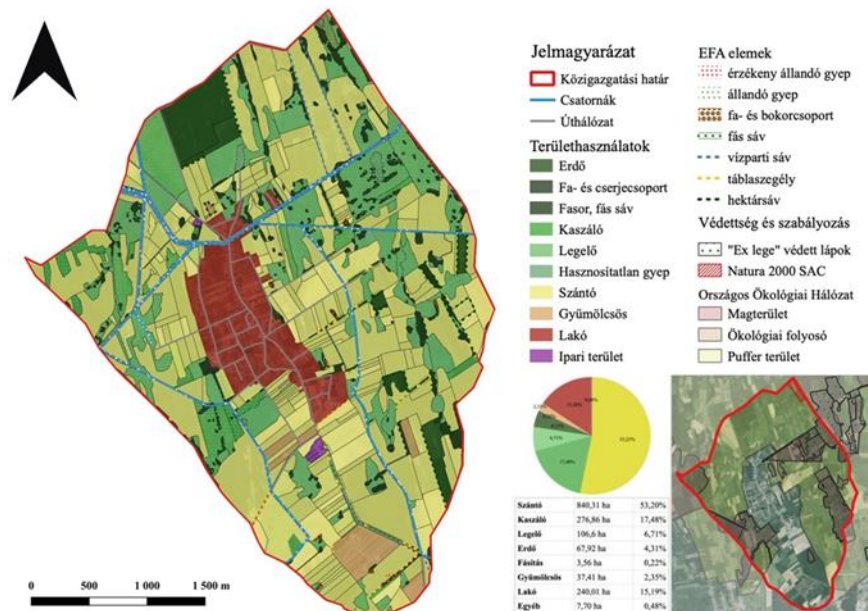 Jelmagyarázat
Közigazgatási határ
Csatornák
Úthálózat
Területhasználatok
Erdő
Fa- és cserjecsoport
Fasor, fás sáv
Kaszáló
Legelő
Hasznosítatlan gyep
Szántó
Gyümölcsös
Lakó
Ipari terület
EFA elemek
érzékeny állandó gyep
állandó gyep
fa- és bokorcsoport
fás sáv
vízparti sáv
táblaszegély
hektársáv
Védettség és szabályozás
"Ex lege" védett lápok
Natura 2000 SAC
Országos Ökológiai Hálózat
Magterület
Ökológiai folyosó
Puffer terület
Szántó 840,31 ha 53,20%
Kaszáló 276,86 ha 17,48%
Legelő 106,6 ha 6,71%
Erdő 67,92 ha 4,31%
Fásítás 3,56 ha 0,22%
Gyümölcsös 37,41 ha 2,35%
Lakó 240,01 ha 15,19%
Egyéb 7,70 ha 0,48%
0 500 1 000 1 500 m